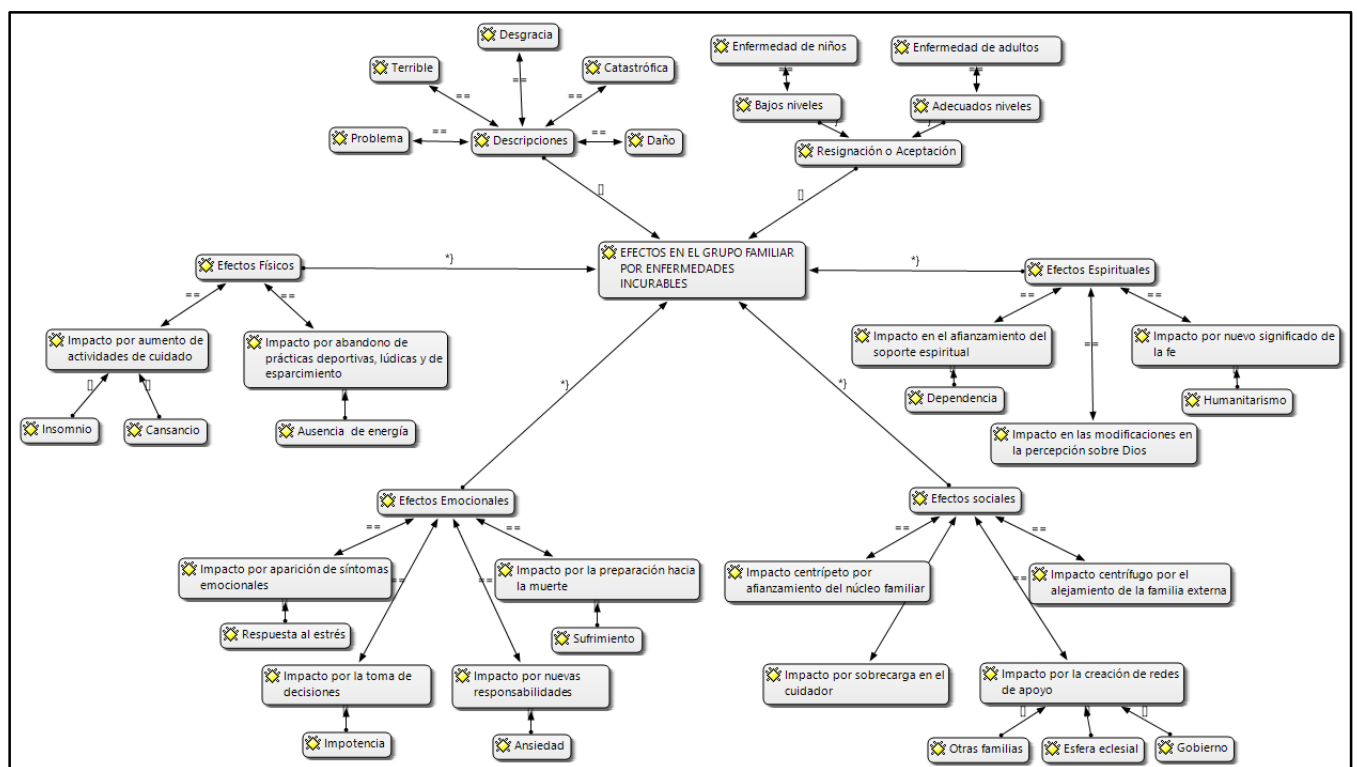 Desgracia
Enfermedad de niños
Enfermedad de adultos
Terrible
==
Catastrófica
==
==
Bajos niveles
Adecuados niveles
Problema
==
Descripciones
==
Daño
Resignación o Aceptación
[]
[]
EFECTOS EN EL GRUPO FAMILIAR
POR ENFERMEDADES
INCURABLES
Efectos Físicos
*}
*}
Efectos Espirituales
==
==
==
==
==
Impacto por aumento de
actividades de cuidado
Impacto por abandono de
prácticas deportivas, lúdicas y de
esparcimiento
Impacto en el afianzamiento del
soporte espiritual
Impacto por nuevo significado de
la fe
[]
[]
*}
*}
Dependencia
Humanitarismo
Insomnio
Cansancio
Ausencia  de energía
Impacto en las modificaciones en
la percepción sobre Dios
Efectos Emocionales
Efectos sociales
==
==
==
==
Impacto por aparición de síntomas
emocionales
==
==
Impacto por la preparación hacia
la muerte
Impacto centrípeto por
afianzamiento del núcleo familiar
==
Impacto centrífugo por el
alejamiento de la familia externa
Respuesta al estrés
Sufrimiento
Impacto por la toma de
decisiones
Impacto por nuevas
responsabilidades
Impacto por sobrecarga en el
cuidador
Impacto por la creación de redes
de apoyo
[]
[]
[]
Impotencia
Ansiedad
Otras familias
Esfera eclesial
Gobierno